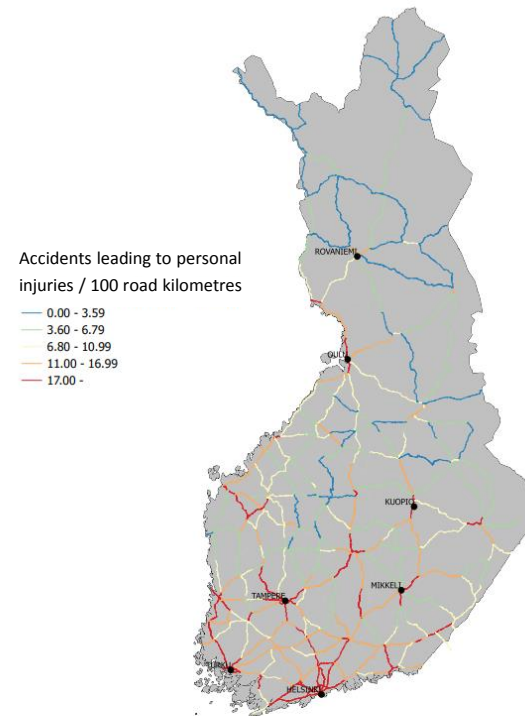 ROVANIEMI
Accidents leading to personal
injuries / 100 road kilometres
0.00 - 3.59
3.60 - 6.79
6.80 - 10.99
11.00 - 16.99
17.00 -
OULU
KUOPIO
MIKKELI
TAMPERE
TURKU
HELSINKI